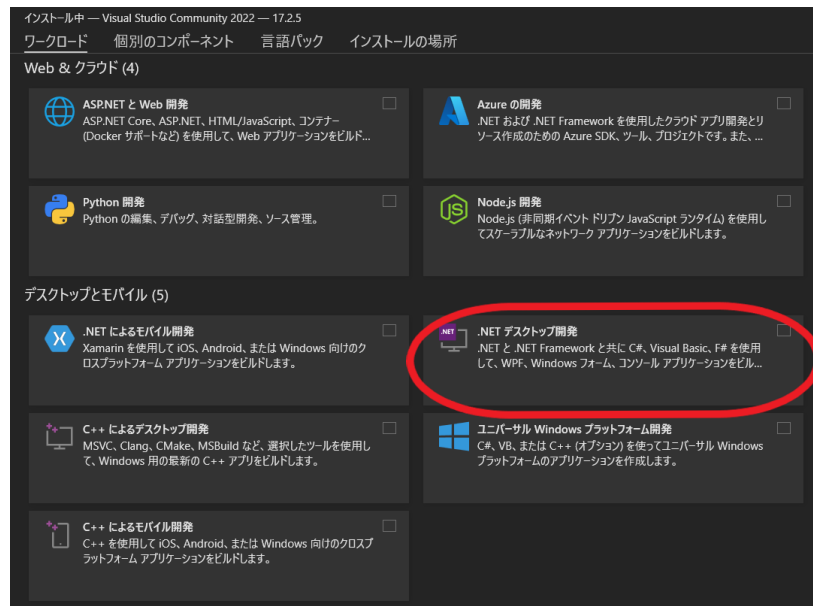 インストール中 — Visual Studio Community 2022 — 17.2.5
ワークロード 個別のコンポーネント 言語パック インストールの場所
Web & クラウド (4)
ASP.NET と Web 開発
ASP.NET Core、ASP.NET、HTML/JavaScript、コンテナー
(Docker サポートなど) を使用して、Web アプリケーションをビルド...
Azure の開発
.NET および .NET Framework を使用したクラウド アプリ開発とリ
ソース作成のための Azure SDK、ツール、プロジェクトです。また、...
Python 開発
Python の編集、デバッグ、対話型開発、ソース管理。
JS
Node.js 開発
Node.js (非同期イベント ドリブン JavaScript ランタイム) を使用し
てスケーラブルなネットワーク アプリケーションをビルドします。
デスクトップとモバイル (5)
.NET によるモバイル開発
Xamarin を使用して iOS、Android、または Windows 向けのク
ロスプラットフォーム アプリケーションをビルドします。
.NET
.NET デスクトップ開発
.NET と .NET Framework と共に C#、Visual Basic、F# を使用
して、WPF、Windows フォーム、コンソール アプリケーションをビル...
C++ によるデスクトップ開発
MSVC、Clang、CMake、MSBuild など、選択したツールを使用し
て、Windows 用の最新の C++ アプリをビルドします。
ユニバーサル Windows プラットフォーム開発
C#、VB、または C++ (オプション) を使ってユニバーサル Windows
プラットフォームのアプリケーションを作成します。
C++ によるモバイル開発
C++ を使用して iOS、Android、または Windows 向けのクロスプ
ラットフォーム アプリケーションをビルドします。